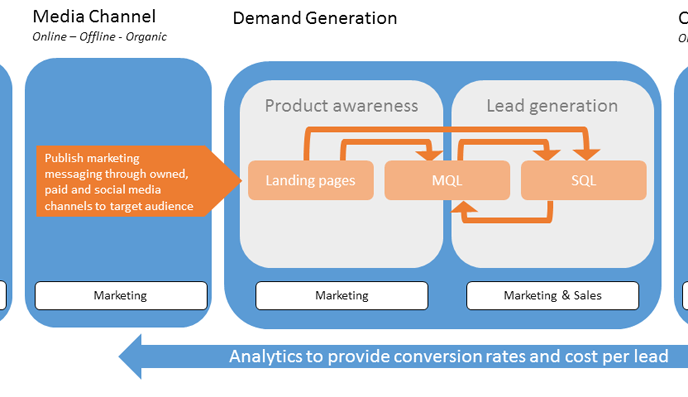 Media Channel
Online – Offline - Organic
Demand Generation
Product awareness
Lead generation
Publish marketing
messaging through owned,
paid and social media
channels to target audience
Landing pages
MQL
SQL
Marketing
Marketing
Marketing & Sales
Analytics to provide conversion rates and cost per lead